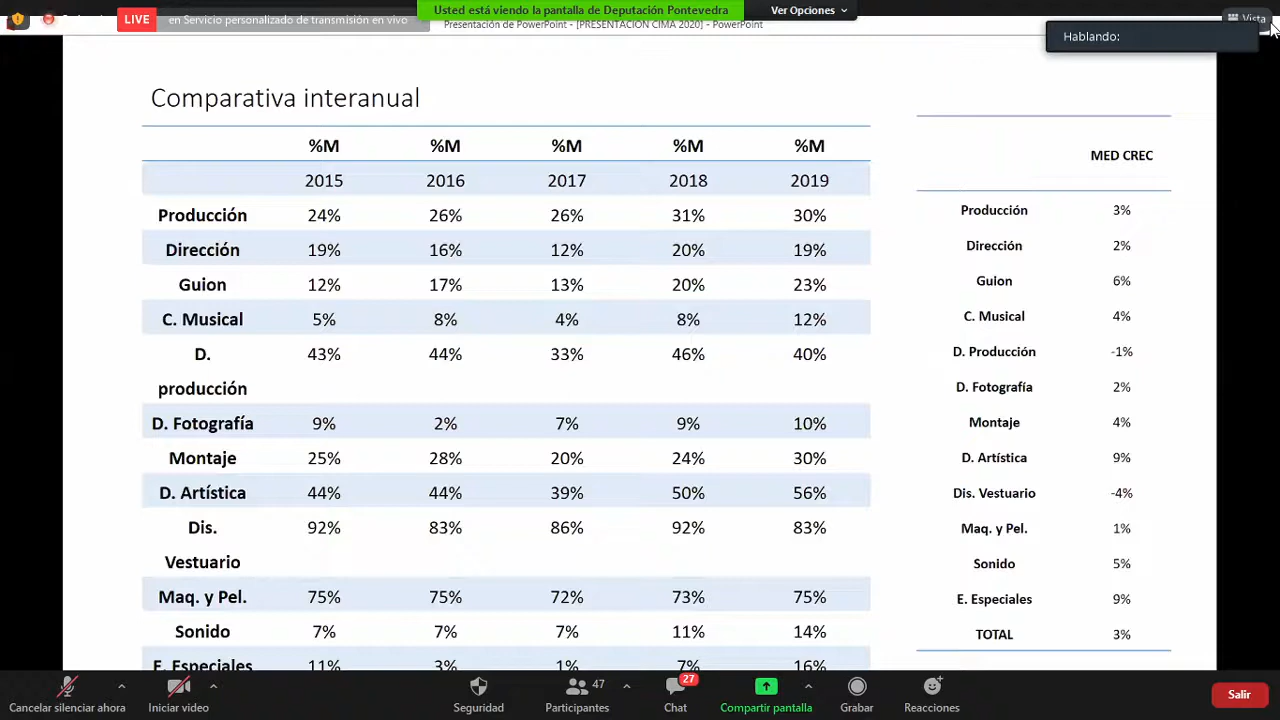 LIVE
en Servicio personalizado de transmisión en vivo
Usted está viendo la pantalla de Deputación Pontevedra
Ver Opciones
Presentación de PowerPoint - [PRESENTACION CIMA 2020] - PowerPoint
Vista
Hablando:
Comparativa interanual
%M %M %M %M %M
2015 2016 2017 2018 2019
Producción 24% 26% 26% 31% 30%
Dirección 19% 16% 12% 20% 19%
Guion 12% 17% 13% 20% 23%
C. Musical 5% 8% 4% 8% 12%
D. 43% 44% 33% 46% 40%
producción
D. Fotografía 9% 2% 7% 9% 10%
Montaje 25% 28% 20% 24% 30%
D. Artística 44% 44% 39% 50% 56%
Dis. 92% 83% 86% 92% 83%
Vestuario
Maq. y Pel. 75% 75% 72% 73% 75%
Sonido 7% 7% 7% 11% 14%
E. Especiales 11% 3% 1% 7% 16%
MED CREC
Producción 3%
Dirección 2%
Guion 6%
C. Musical 4%
D. Producción -1%
D. Fotografía 2%
Montaje 4%
D. Artística 9%
Dis. Vestuario -4%
Maq. y Pel. 1%
Sonido 5%
E. Especiales 9%
TOTAL 3%
Cancelar silenciar ahora
Iniciar video
Seguridad
47
Participantes
27
Chat
Compartir pantalla
Grabar
Reacciones
Salir